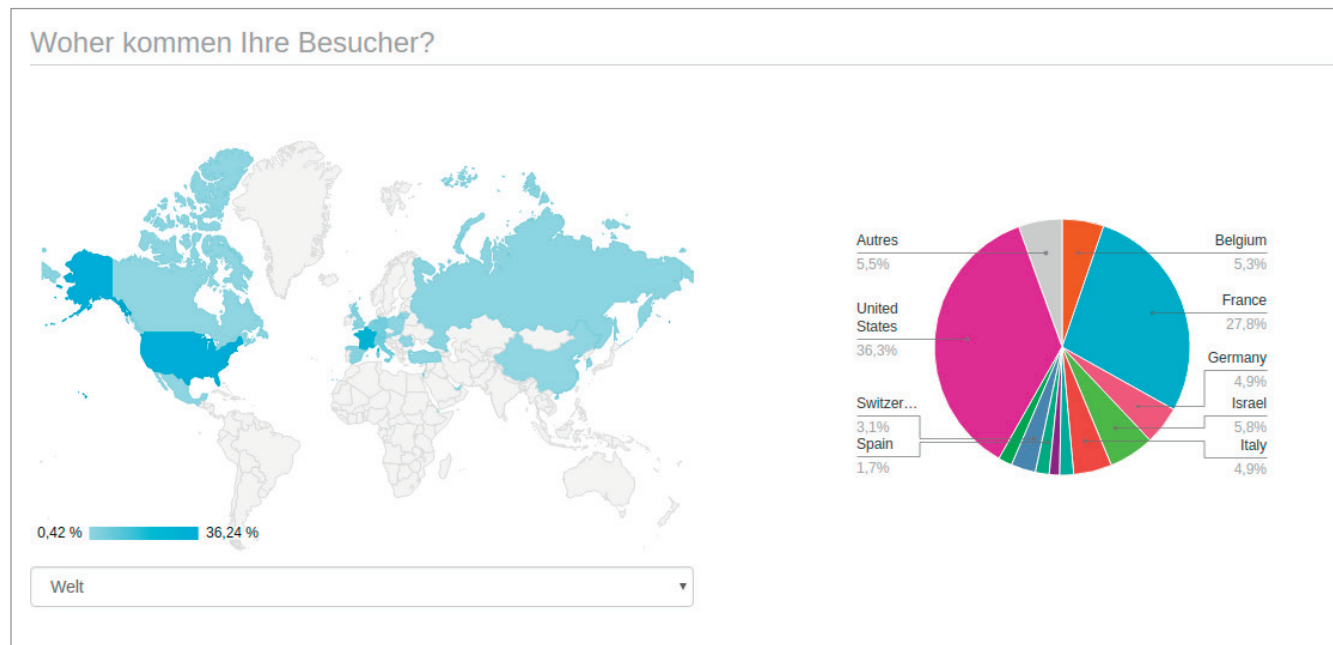 Woher kommen Ihre Besucher?
0,42 %
36,24 %
Welt
Autres
5,5%
United
States
36,3%
Switzer…
3,1%
Spain
1,7%
Belgium
5,3%
France
27,8%
Germany
4,9%
Israel
5,8%
Italy
4,9%